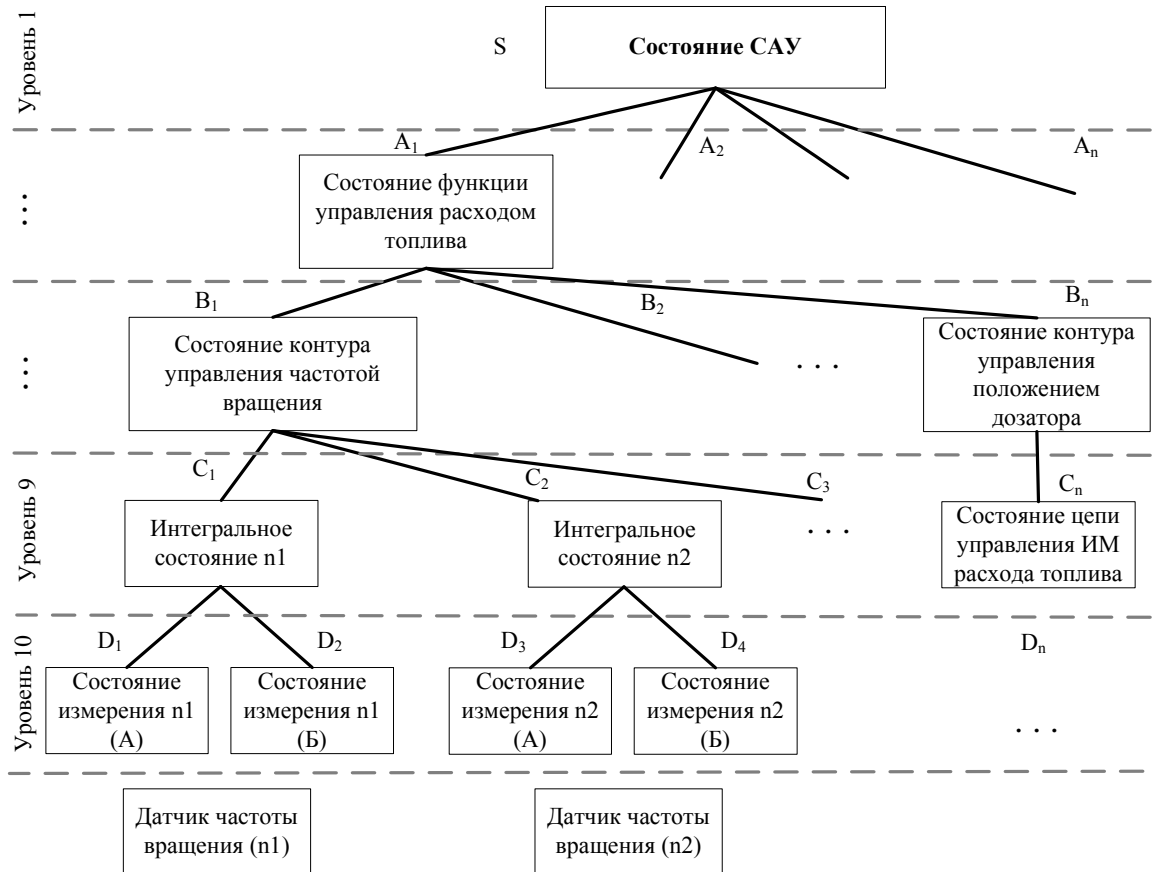 Уровень 1
S
Состояние САУ
A1
A2
An
Состояние функции
управления расходом
топлива
. . .
B1
B2
Bn
Состояние контура
управления частотой
вращения
. . .
. . .
Состояние контура
управления
положением
дозатора
Уровень 9
C1
C2
C3
Cn
Интегральное
состояние n1
Интегральное
состояние n2
. . .
Состояние цепи
управления ИМ
расхода топлива
Уровень 10
D1
D2
D3
D4
Dn
Состояние
измерения n1
(А)
Состояние
измерения n1
(Б)
Состояние
измерения n2
(А)
Состояние
измерения n2
(Б)
. . .
Датчик частоты
вращения (n1)
Датчик частоты
вращения (n2)